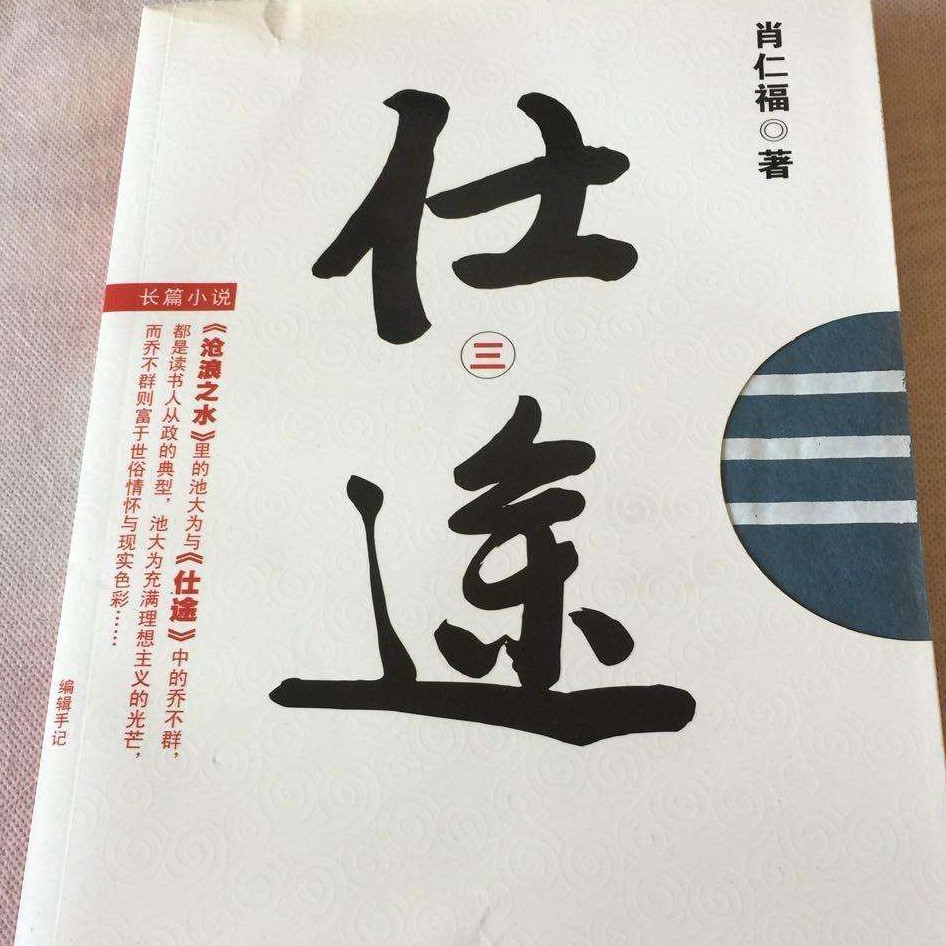 肖仁福◎著
仕途
三
长篇小说
《沧浪之水》里的池大为与《仕途》中的乔不群，
都是读书人从政的典型，池大为充满理想主义的光芒，
而乔不群则富于世俗情怀与现实色彩……
编辑手记